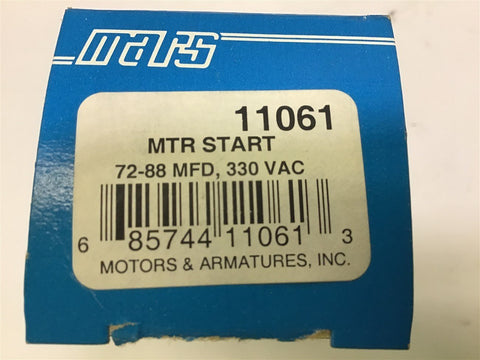 mars
11061
MTR START
72-88 MFD, 330 VAC
6 85744 11061 3
MOTORS & ARMATURES, INC.